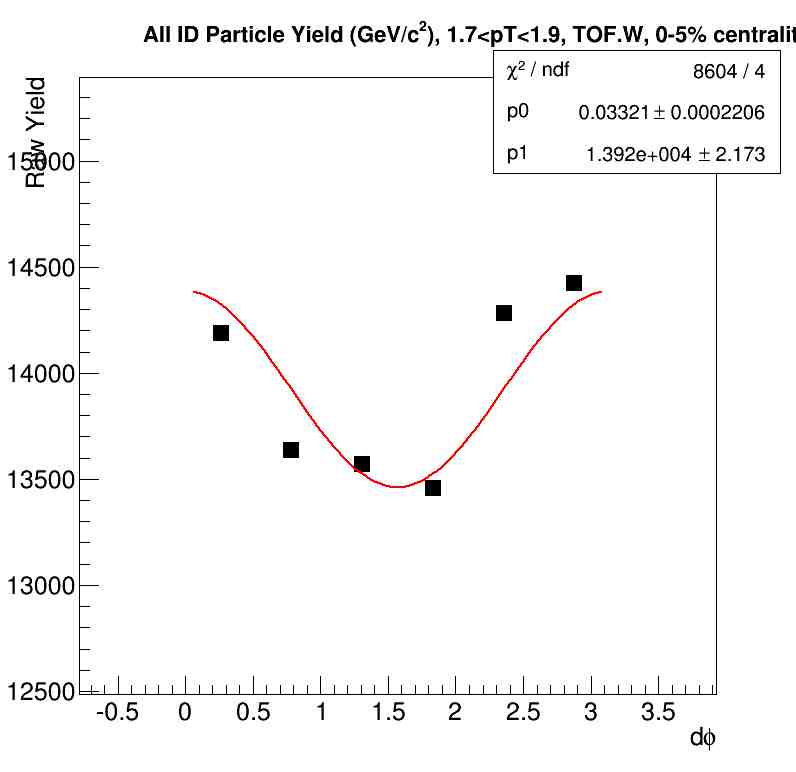 All ID Particle Yield (GeV/c²), 1.7<pT<1.9, TOF.W, 0-5% centralit
χ² / ndf 8604 / 4
p0 0.03321 ± 0.0002206
p1 1.392e+004 ± 2.173
Raw Yield
15000
14500
14000
13500
13000
12500
-0.5 0 0.5 1 1.5 2 2.5 3 3.5
dϕ